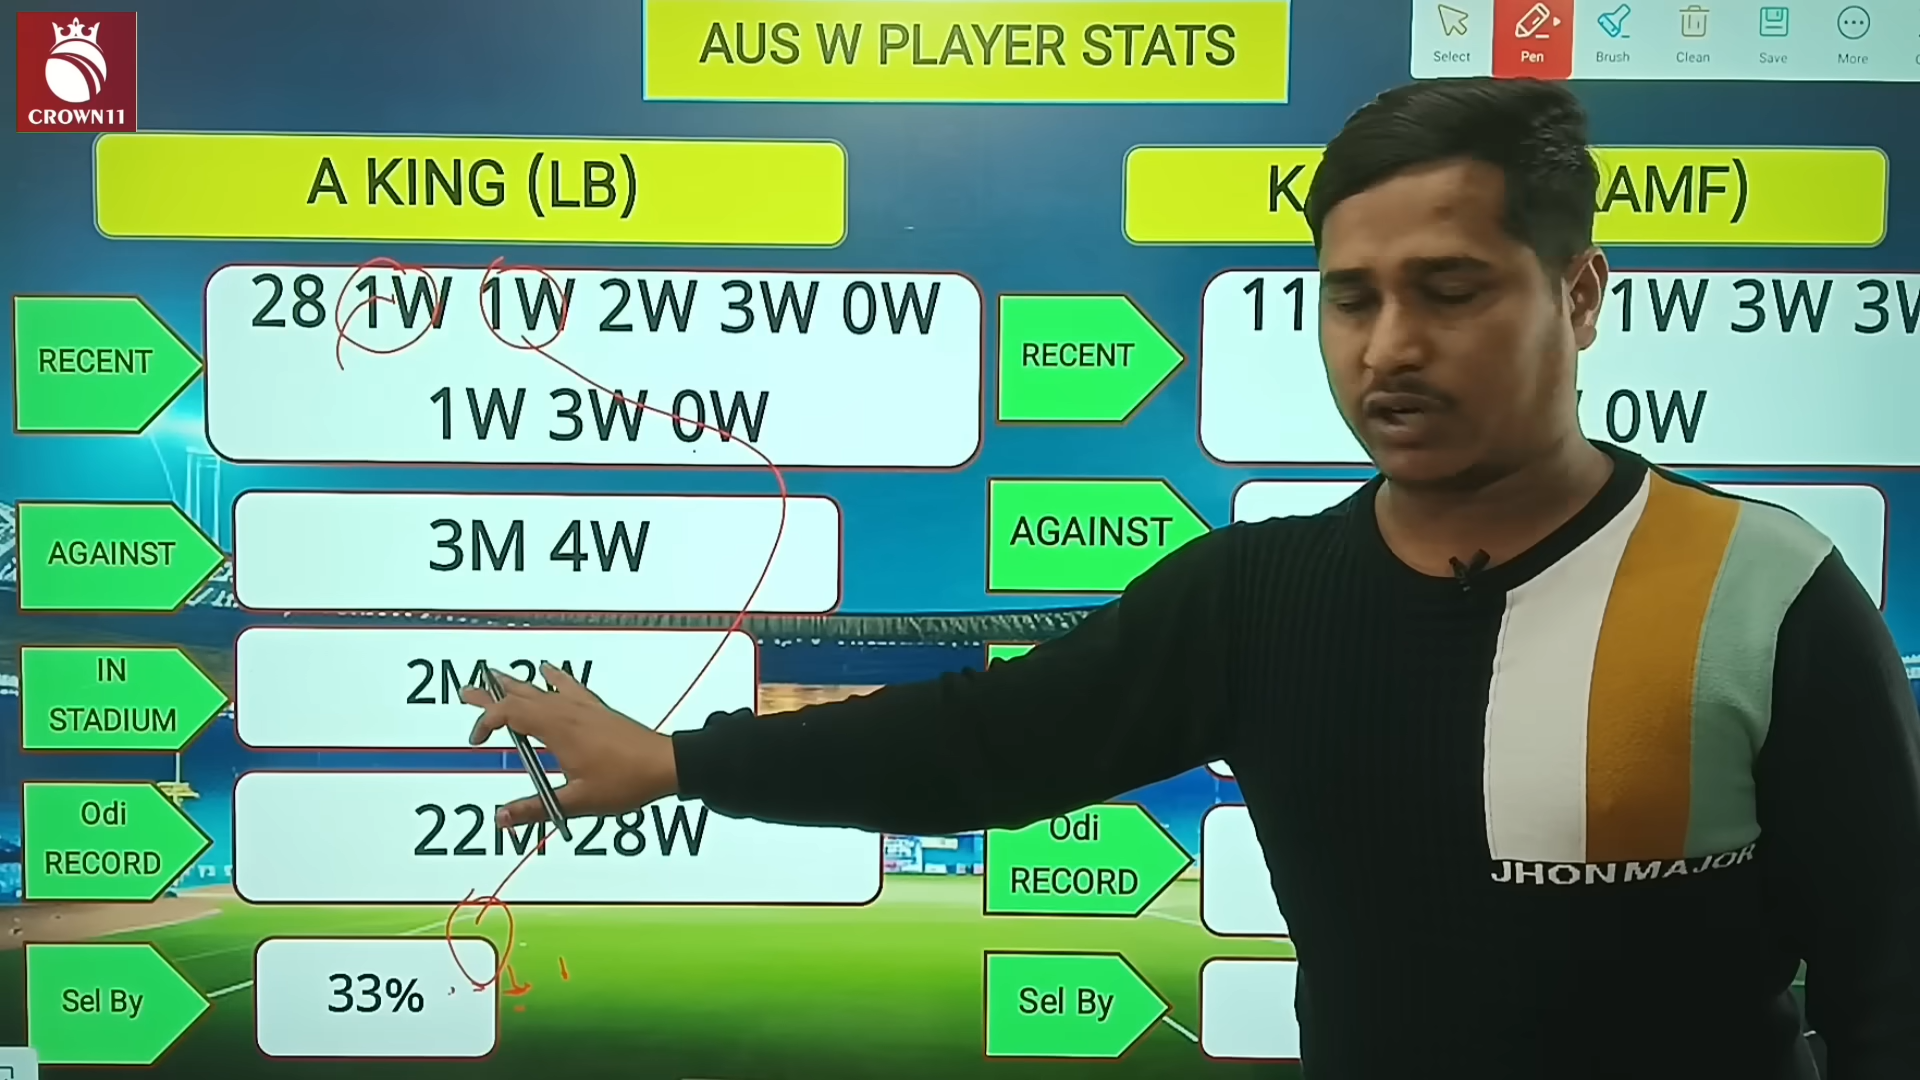 CROWN11
AUS W PLAYER STATS
Select
Pen
Brush
Clean
Save
More
A KING (LB)
RECENT
28 1W 1W 2W 3W 0W
1W 3W 0W
AGAINST
3M 4W
IN
STADIUM
2M 2W
Odi
RECORD
22M 28W
Sel By
33%
AMF)
RECENT
11
1W 3W
0W
AGAINST
Odi
RECORD
Sel By
JHONMAJOR